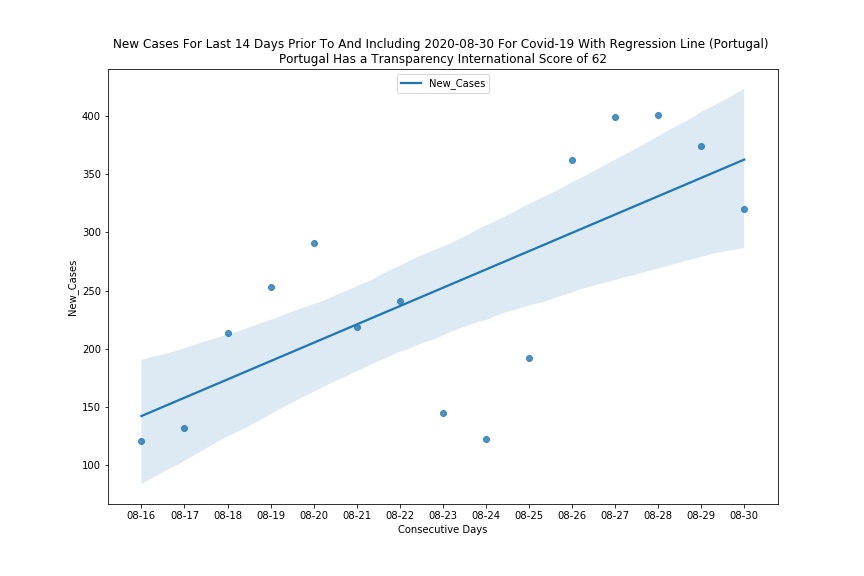 New Cases For Last 14 Days Prior To And Including 2020-08-30 For Covid-19 With Regression Line (Portugal)
Portugal Has a Transparency International Score of 62
New_Cases
400
350
300
250
200
150
100
New_Cases
08-16 08-17 08-18 08-19 08-20 08-21 08-22 08-23 08-24 08-25 08-26 08-27 08-28 08-29 08-30
Consecutive Days